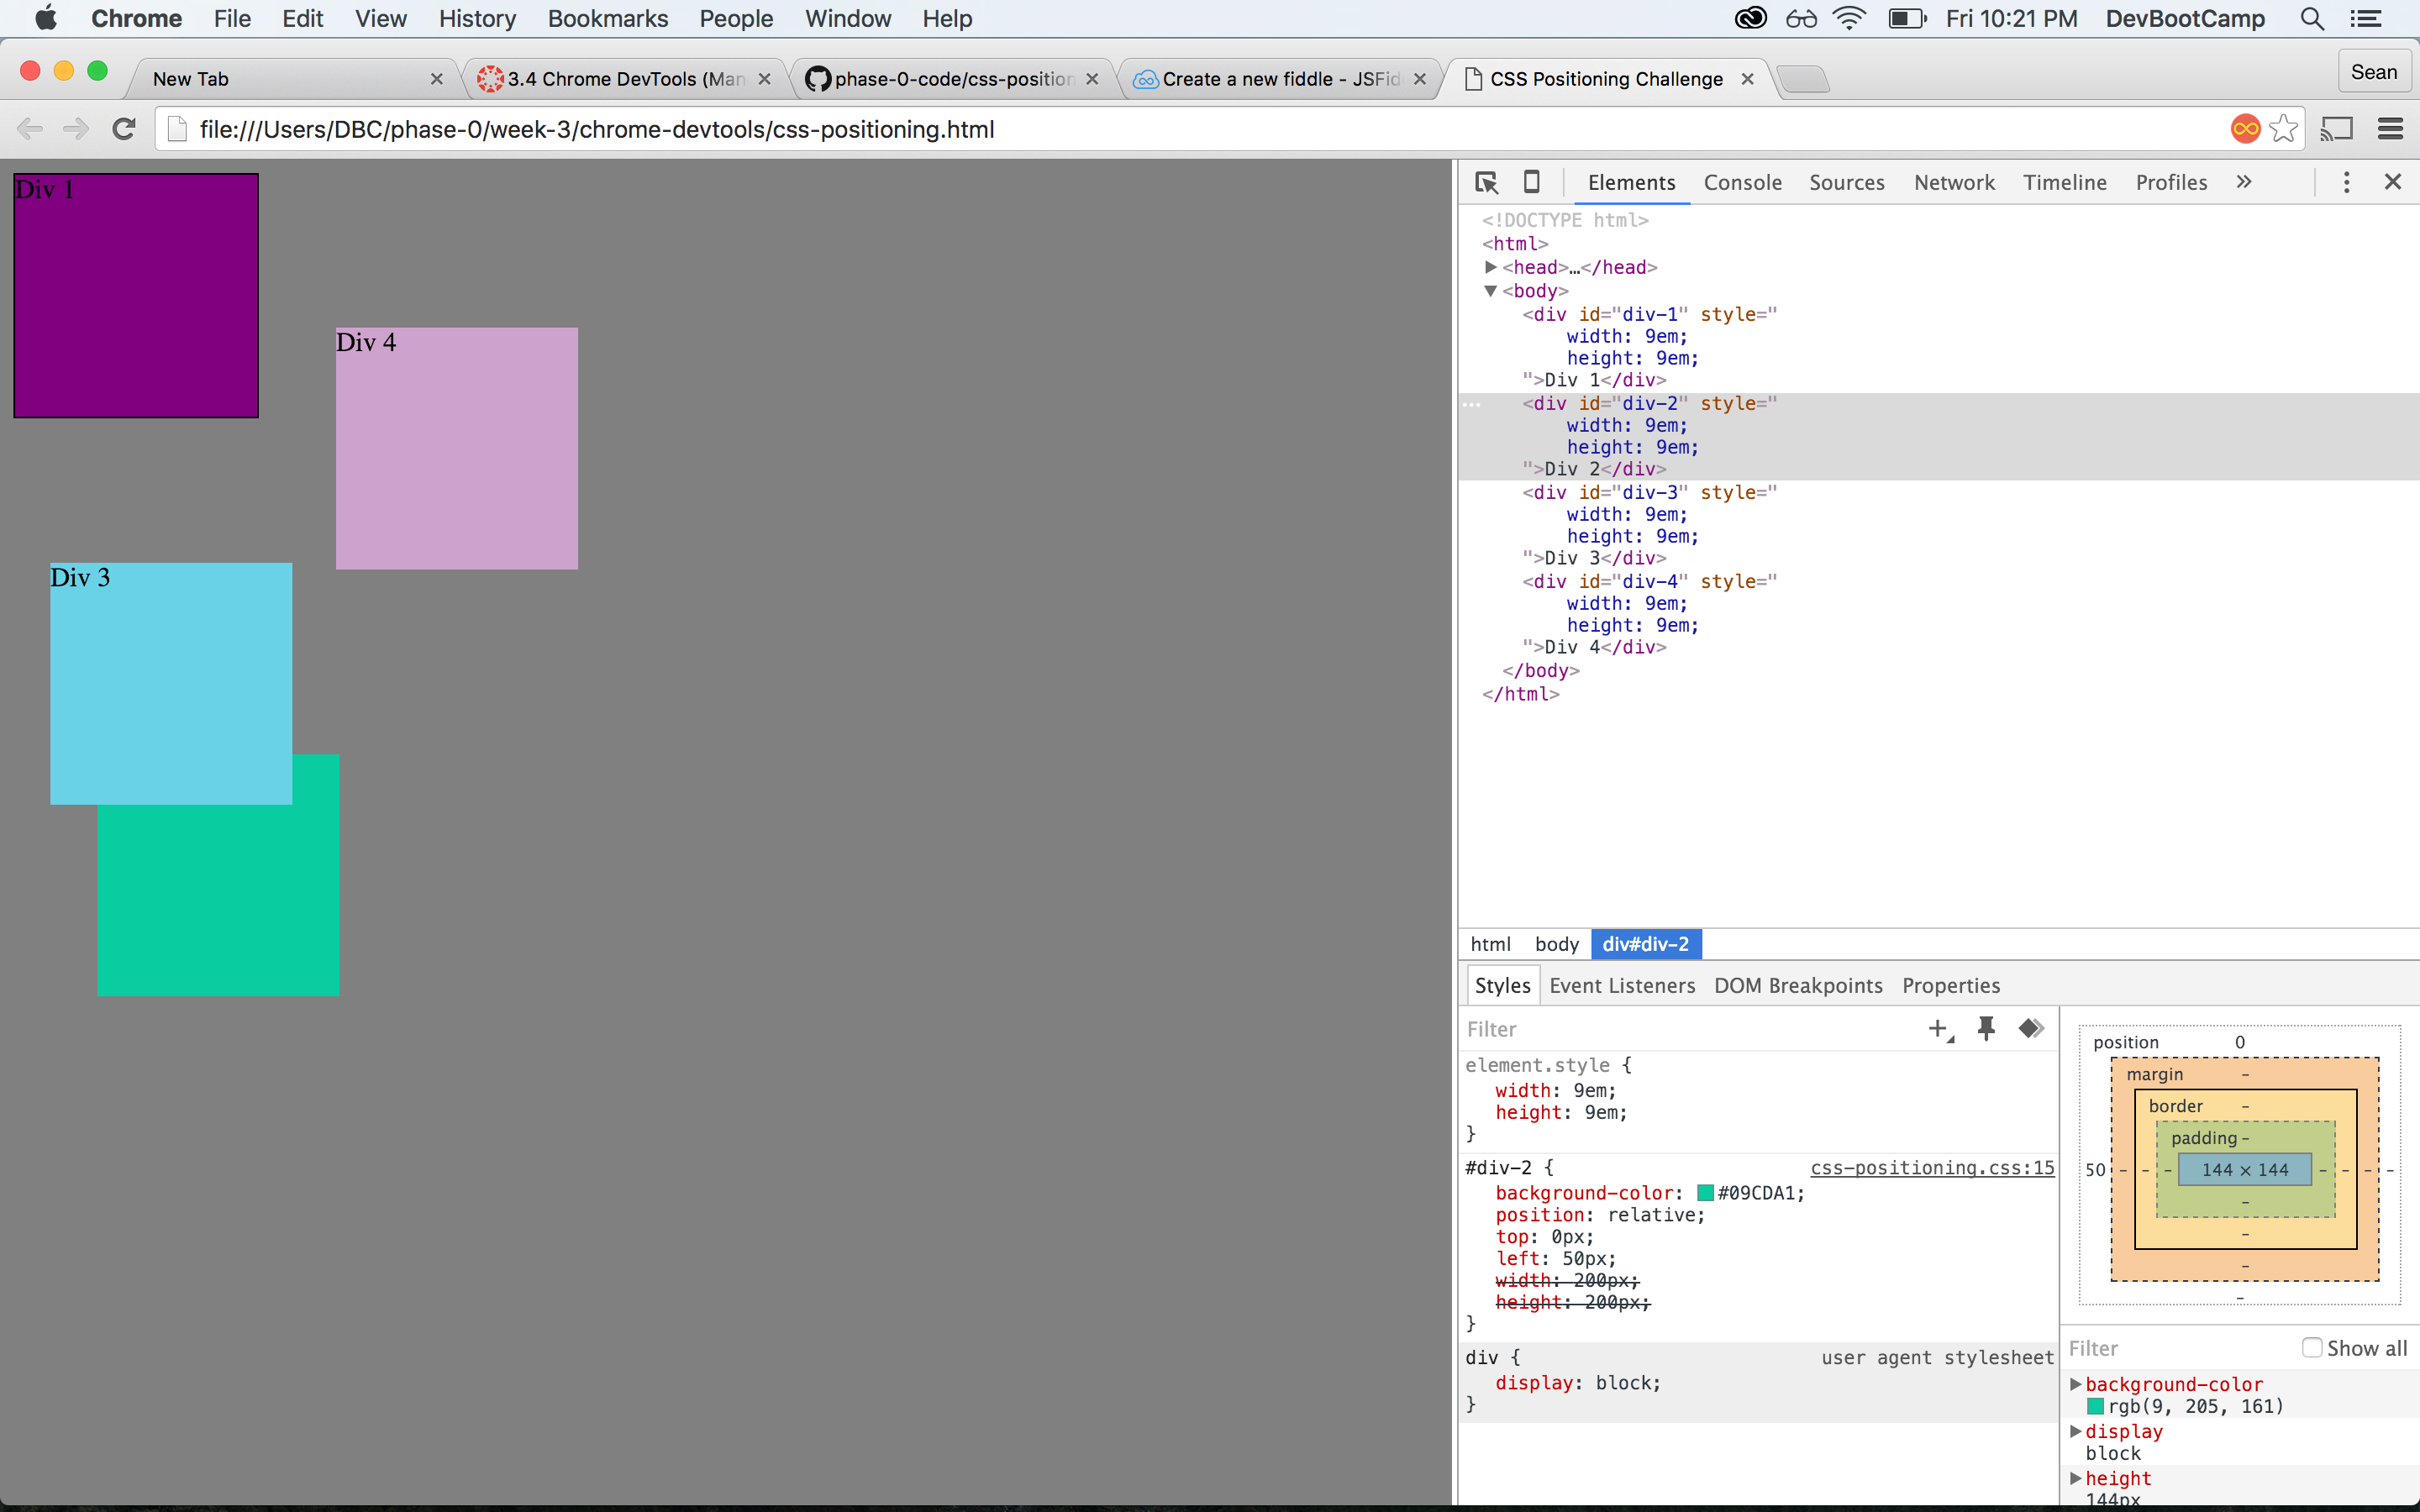 Chrome File Edit View History Bookmarks People Window Help Fri 10:21 PM DevBootCamp
New Tab 3.4 Chrome DevTools (Man phase-0-code/css-position Create a new fiddle - JSFid CSS Positioning Challenge Sean
file:///Users/DBC/phase-0/week-3/chrome-devtools/css-positioning.html
Div 1
Div 4
Div 3
Elements Console Sources Network Timeline Profiles »
<!DOCTYPE html>
<html>
<head>…</head>
<body>
<div id="div-1" style="
width: 9em;
height: 9em;
">Div 1</div>
<div id="div-2" style="
width: 9em;
height: 9em;
">Div 2</div>
<div id="div-3" style="
width: 9em;
height: 9em;
">Div 3</div>
<div id="div-4" style="
width: 9em;
height: 9em;
">Div 4</div>
</body>
</html>
html body div#div-2
Styles Event Listeners DOM Breakpoints Properties
Filter
element.style {
width: 9em;
height: 9em;
}
#div-2 { css-positioning.css:15
background-color: #09CDA1;
position: relative;
top: 0px;
left: 50px;
width: 200px;
height: 200px;
}
div { user agent stylesheet
display: block;
}
position 0
margin -
border -
padding -
50 - - - 144 × 144 - - - -
-
-
-
-
Filter Show all
background-color
rgb(9, 205, 161)
display
block
height
144px